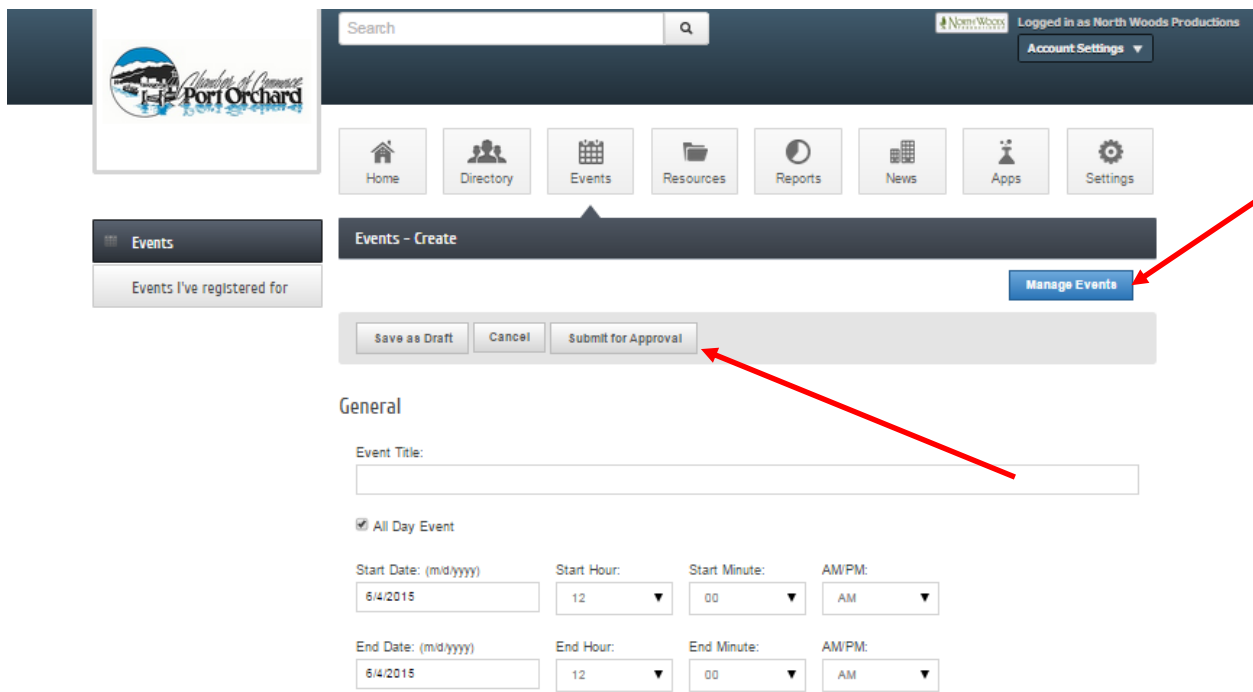 Search
North Woods
Logged in as North Woods Productions
Account Settings ▼
Chamber of Commerce
Port Orchard
Home Directory Events Resources Reports News Apps Settings
Events
Events I've registered for
Events – Create
Manage Events
Save as Draft Cancel Submit for Approval
General
Event Title:
All Day Event
Start Date: (m/d/yyyy) Start Hour: Start Minute: AM/PM:
6/4/2015 12 00 AM
End Date: (m/d/yyyy) End Hour: End Minute: AM/PM:
6/4/2015 12 00 AM